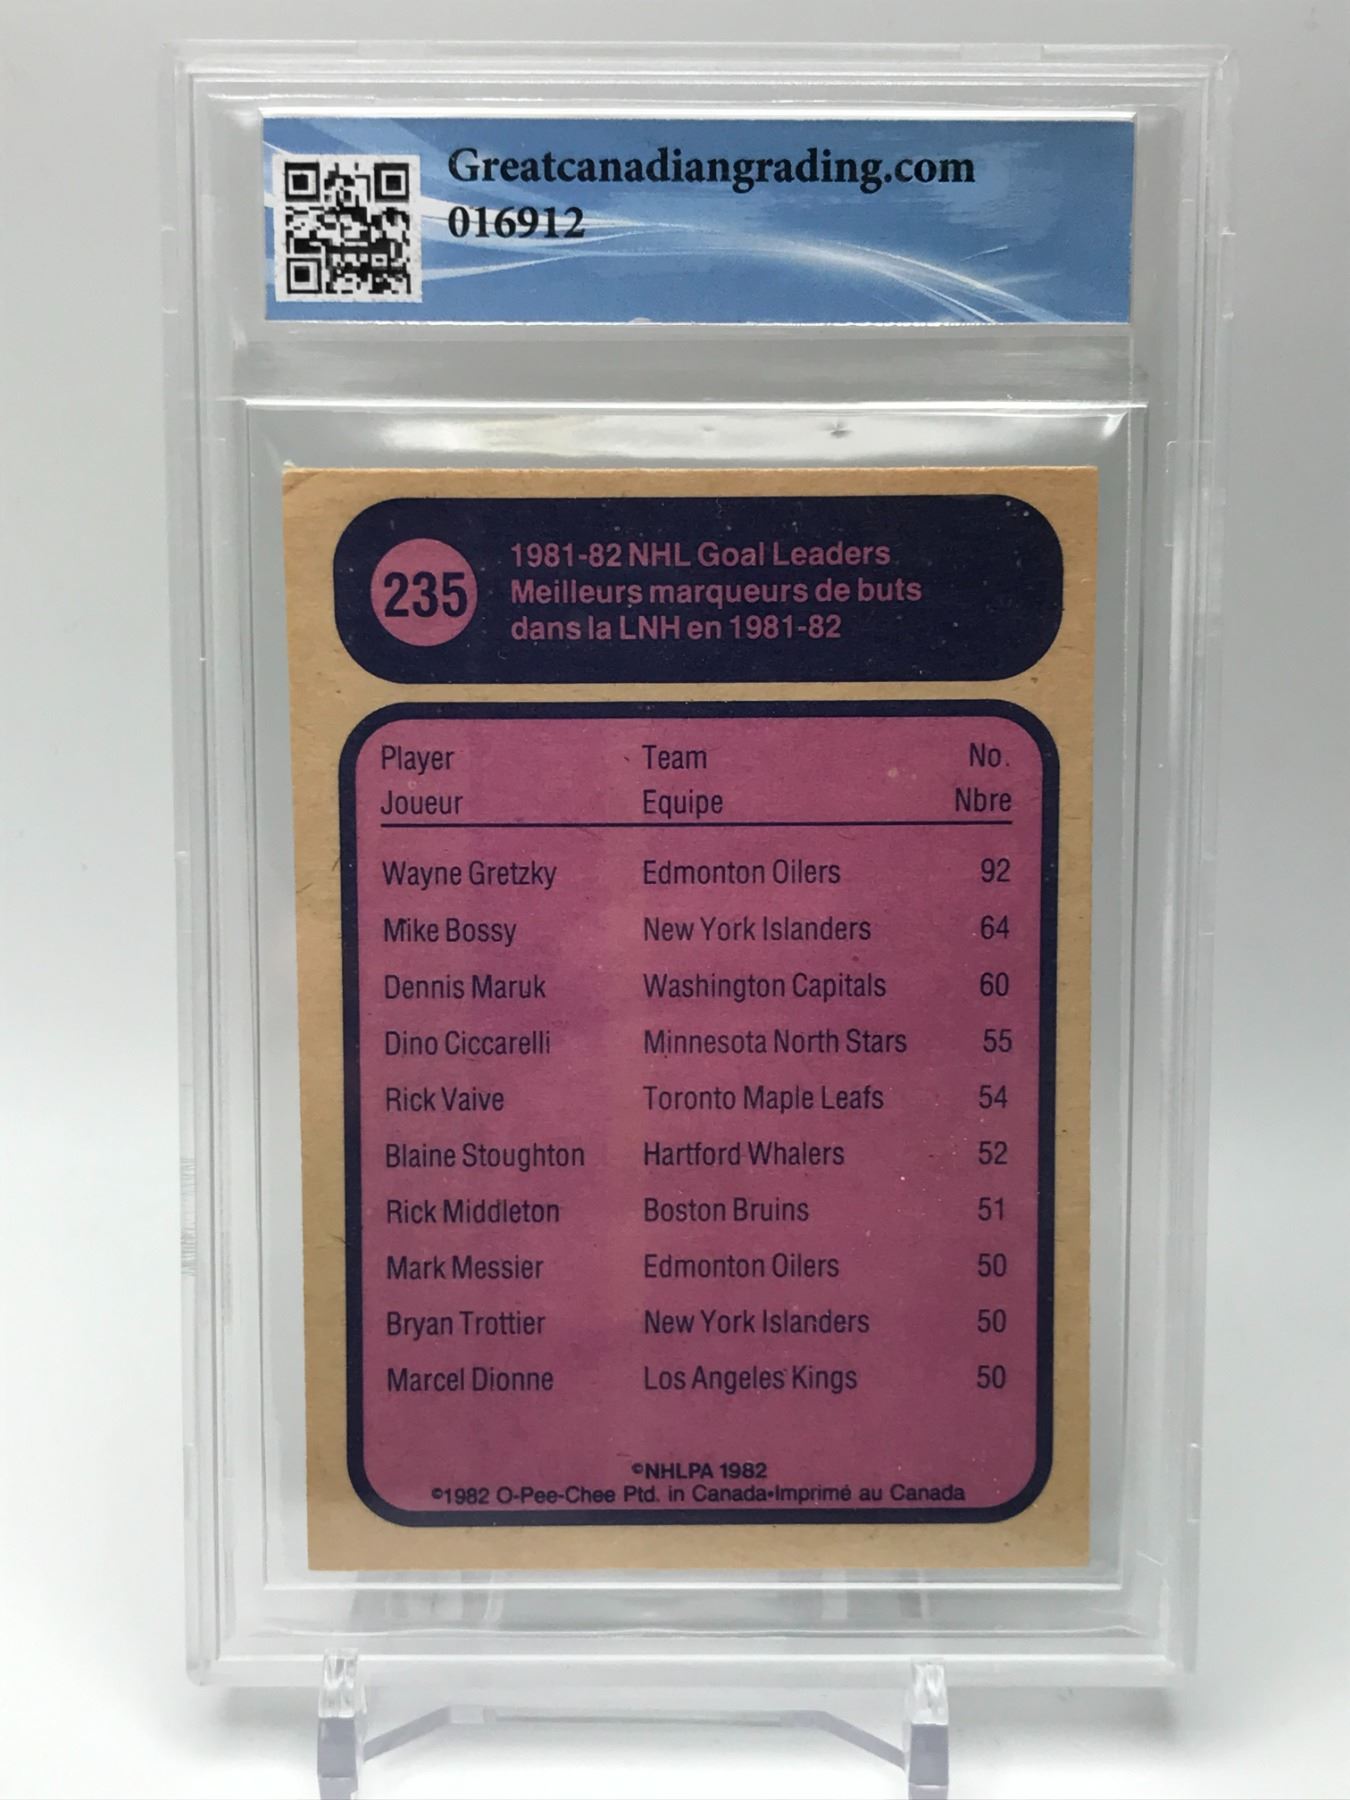 Greatcanadiangrading.com
016912
235
1981-82 NHL Goal Leaders
Meilleurs marqueurs de buts
dans la LNH en 1981-82
Player Team No.
Joueur Equipe Nbre
Wayne Gretzky Edmonton Oilers 92
Mike Bossy New York Islanders 64
Dennis Maruk Washington Capitals 60
Dino Ciccarelli Minnesota North Stars 55
Rick Vaive Toronto Maple Leafs 54
Blaine Stoughton Hartford Whalers 52
Rick Middleton Boston Bruins 51
Mark Messier Edmonton Oilers 50
Bryan Trottier New York Islanders 50
Marcel Dionne Los Angeles Kings 50
©NHLPA 1982
©1982 O-Pee-Chee Ptd. in Canada•Imprimé au Canada